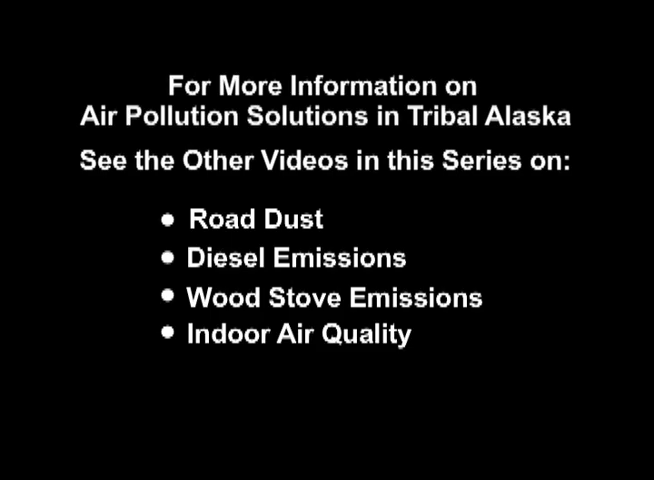 For More Information on
Air Pollution Solutions in Tribal Alaska
See the Other Videos in this Series on:
• Road Dust
• Diesel Emissions
• Wood Stove Emissions
• Indoor Air Quality